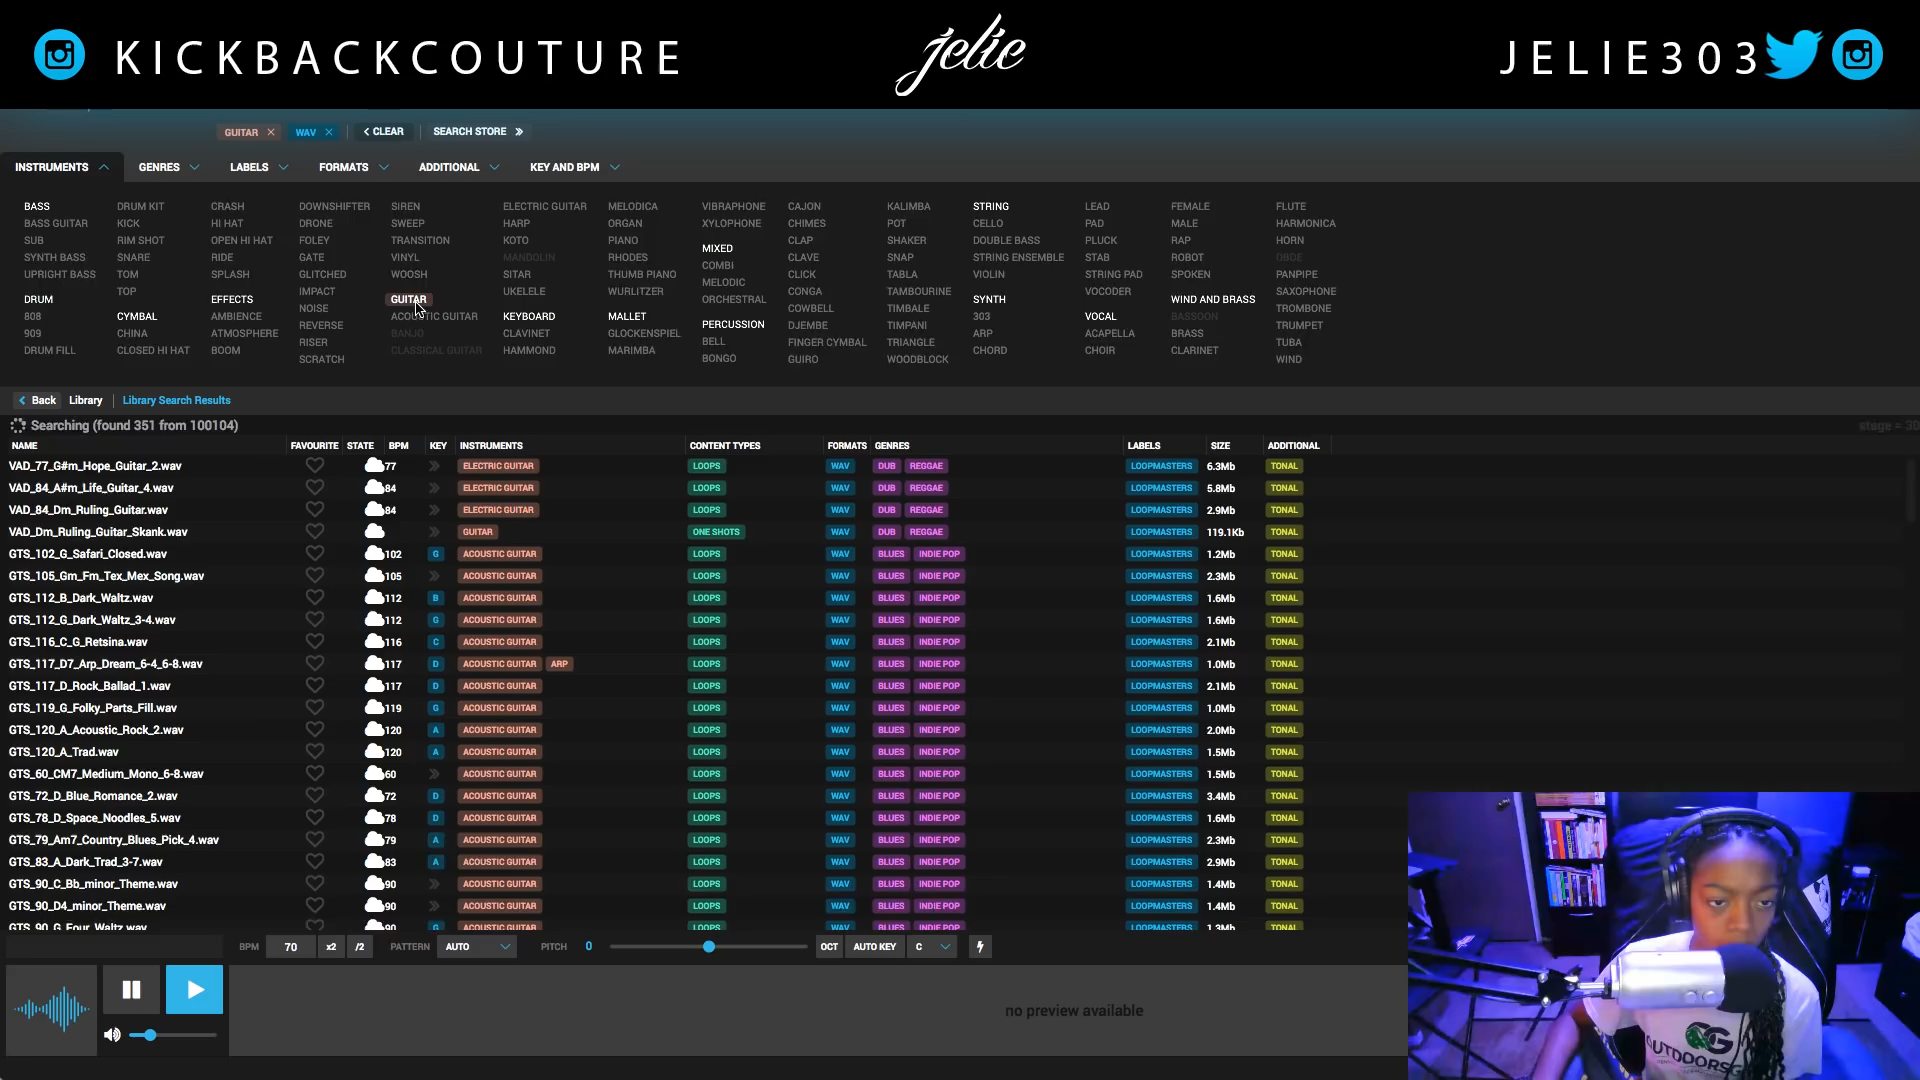 KICKBACKCOUTURE
jelie
JELIE303
GUITAR ×
WAV ×
CLEAR
SEARCH STORE
INSTRUMENTS
GENRES
LABELS
FORMATS
ADDITIONAL
KEY AND BPM
BASS
BASS GUITAR
SUB
SYNTH BASS
UPRIGHT BASS
DRUM
808
909
DRUM FILL
DRUM KIT
KICK
RIM SHOT
SNARE
TOM
TOP
CYMBAL
CHINA
CLOSED HI HAT
CRASH
HI HAT
OPEN HI HAT
RIDE
SPLASH
EFFECTS
AMBIENCE
ATMOSPHERE
BOOM
DOWNSHIFTER
DRONE
FOLEY
GATE
GLITCHED
IMPACT
NOISE
REVERSE
RISER
SCRATCH
SIREN
SWEEP
TRANSITION
VINYL
WOOSH
GUITAR
ACOUSTIC GUITAR
BANJO
CLASSICAL GUITAR
ELECTRIC GUITAR
HARP
KOTO
MANDOLIN
SITAR
UKELELE
KEYBOARD
CLAVINET
HAMMOND
MELODICA
ORGAN
PIANO
RHODES
THUMB PIANO
WURLITZER
MALLET
GLOCKENSPIEL
MARIMBA
VIBRAPHONE
XYLOPHONE
MIXED
COMBI
MELODIC
ORCHESTRAL
PERCUSSION
BELL
BONGO
CAJON
CHIMES
CLAP
CLAVE
CLICK
CONGA
COWBELL
DJEMBE
FINGER CYMBAL
GUIRO
KALIMBA
POT
SHAKER
SNAP
TABLA
TAMBOURINE
TIMBALE
TIMPANI
TRIANGLE
WOODBLOCK
STRING
CELLO
DOUBLE BASS
STRING ENSEMBLE
VIOLIN
SYNTH
303
ARP
CHORD
LEAD
PAD
PLUCK
STAB
STRING PAD
VOCODER
VOCAL
ACAPELLA
CHOIR
FEMALE
MALE
RAP
ROBOT
SPOKEN
WIND AND BRASS
BASSOON
BRASS
CLARINET
FLUTE
HARMONICA
HORN
OBOE
PANPIPE
SAXOPHONE
TROMBONE
TRUMPET
TUBA
WIND
Back Library Library Search Results
Searching (found 351 from 100104)
stage = 30
NAME FAVOURITE STATE BPM KEY INSTRUMENTS CONTENT TYPES FORMATS GENRES LABELS SIZE ADDITIONAL
VAD_77_G#m_Hope_Guitar_2.wav 77 ELECTRIC GUITAR LOOPS WAV DUB REGGAE LOOPMASTERS 6.3Mb TONAL
VAD_84_A#m_Life_Guitar_4.wav 84 ELECTRIC GUITAR LOOPS WAV DUB REGGAE LOOPMASTERS 5.8Mb TONAL
VAD_84_Dm_Ruling_Guitar.wav 84 ELECTRIC GUITAR LOOPS WAV DUB REGGAE LOOPMASTERS 2.9Mb TONAL
VAD_Dm_Ruling_Guitar_Skank.wav GUITAR ONE SHOTS WAV DUB REGGAE LOOPMASTERS 119.1Kb TONAL
GTS_102_G_Safari_Closed.wav 102 G ACOUSTIC GUITAR LOOPS WAV BLUES INDIE POP LOOPMASTERS 1.2Mb TONAL
GTS_105_Gm_Fm_Tex_Mex_Song.wav 105 ACOUSTIC GUITAR LOOPS WAV BLUES INDIE POP LOOPMASTERS 2.3Mb TONAL
GTS_112_B_Dark_Waltz.wav 112 B ACOUSTIC GUITAR LOOPS WAV BLUES INDIE POP LOOPMASTERS 1.6Mb TONAL
GTS_112_G_Dark_Waltz_3-4.wav 112 G ACOUSTIC GUITAR LOOPS WAV BLUES INDIE POP LOOPMASTERS 1.6Mb TONAL
GTS_116_C_G_Retsina.wav 116 C ACOUSTIC GUITAR LOOPS WAV BLUES INDIE POP LOOPMASTERS 2.1Mb TONAL
GTS_117_D7_Arp_Dream_6-4_6-8.wav 117 D ACOUSTIC GUITAR ARP LOOPS WAV BLUES INDIE POP LOOPMASTERS 1.0Mb TONAL
GTS_117_D_Rock_Ballad_1.wav 117 D ACOUSTIC GUITAR LOOPS WAV BLUES INDIE POP LOOPMASTERS 2.1Mb TONAL
GTS_119_G_Folky_Parts_Fill.wav 119 G ACOUSTIC GUITAR LOOPS WAV BLUES INDIE POP LOOPMASTERS 1.0Mb TONAL
GTS_120_A_Acoustic_Rock_2.wav 120 A ACOUSTIC GUITAR LOOPS WAV BLUES INDIE POP LOOPMASTERS 2.0Mb TONAL
GTS_120_A_Trad.wav 120 A ACOUSTIC GUITAR LOOPS WAV BLUES INDIE POP LOOPMASTERS 1.5Mb TONAL
GTS_60_CM7_Medium_Mono_6-8.wav 60 ACOUSTIC GUITAR LOOPS WAV BLUES INDIE POP LOOPMASTERS 1.5Mb TONAL
GTS_72_D_Blue_Romance_2.wav 72 D ACOUSTIC GUITAR LOOPS WAV BLUES INDIE POP LOOPMASTERS 3.4Mb TONAL
GTS_78_D_Space_Noodles_5.wav 78 D ACOUSTIC GUITAR LOOPS WAV BLUES INDIE POP LOOPMASTERS 1.6Mb TONAL
GTS_79_Am7_Country_Blues_Pick_4.wav 79 A ACOUSTIC GUITAR LOOPS WAV BLUES INDIE POP LOOPMASTERS 2.3Mb TONAL
GTS_83_A_Dark_Trad_3-7.wav 83 A ACOUSTIC GUITAR LOOPS WAV BLUES INDIE POP LOOPMASTERS 2.9Mb TONAL
GTS_90_C_Bb_minor_Theme.wav 90 ACOUSTIC GUITAR LOOPS WAV BLUES INDIE POP LOOPMASTERS 1.4Mb TONAL
GTS_90_D4_minor_Theme.wav 90 ACOUSTIC GUITAR LOOPS WAV BLUES INDIE POP LOOPMASTERS 1.4Mb TONAL
GTS_90_G_Four_Waltz.wav 90 G ACOUSTIC GUITAR LOOPS WAV BLUES INDIE POP LOOPMASTERS 1.3Mb TONAL
BPM 70 x2 /2 PATTERN AUTO PITCH 0 OCT AUTO KEY C
no preview available
OUTDOORS